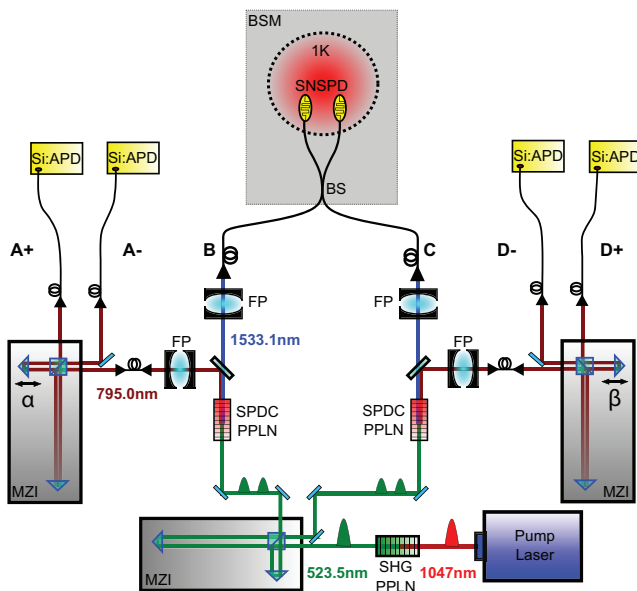 BSM
1K
SNSPD
BS
Si:APD
Si:APD
Si:APD
Si:APD
A+
A-
B
C
D-
D+
FP
FP
1533.1nm
FP
FP
α
795.0nm
β
SPDC
PPLN
SPDC
PPLN
MZI
MZI
MZI
523.5nm
SHG
PPLN
1047nm
Pump
Laser